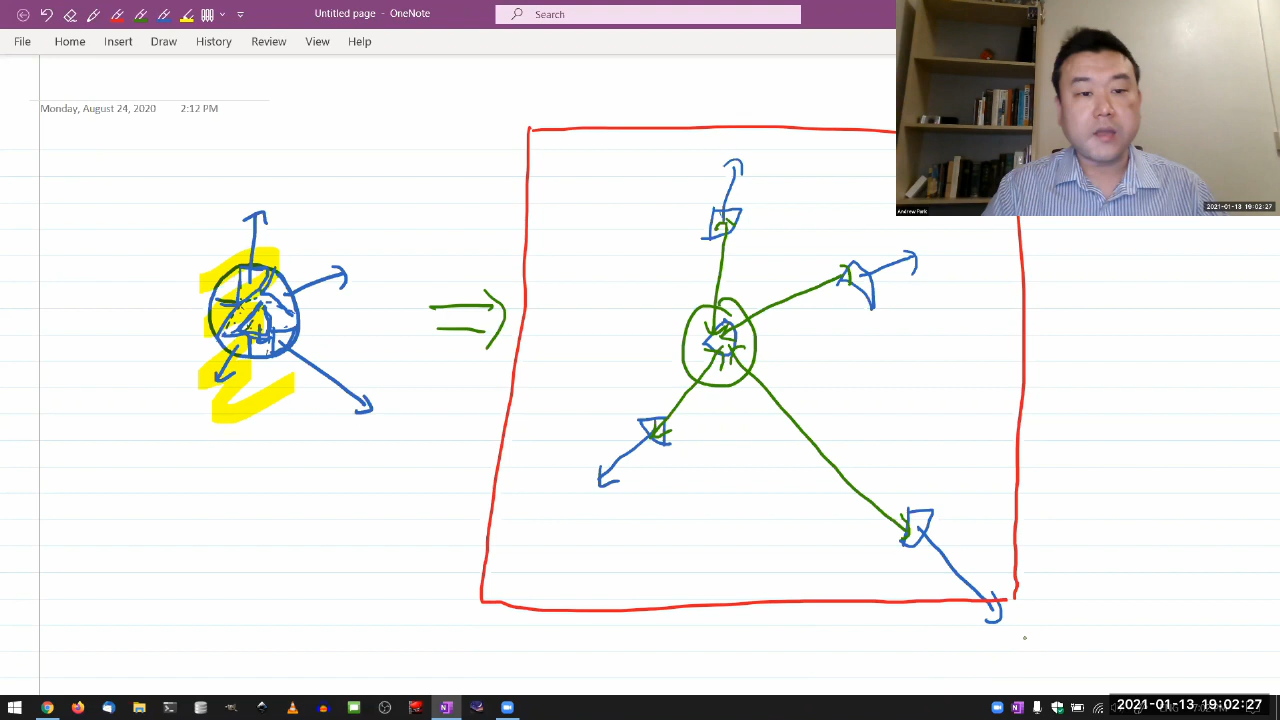 Untitled page - OneNote
Search
File Home Insert Draw History Review View Help
Monday, August 24, 2020 2:12 PM
Andrew Park
2021-01-13 19:02:27
2021-01-13 19:02:27